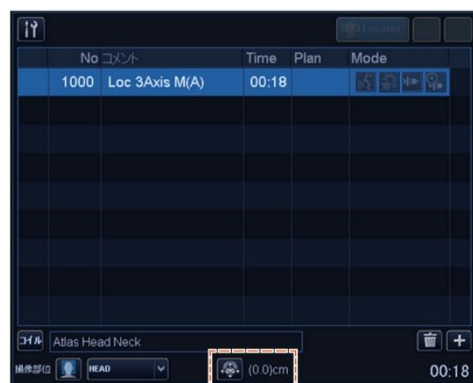 Locator
No コメント Time Plan Mode
1000 Loc 3Axis M(A) 00:18
コイル Atlas Head Neck
撮像部位 HEAD (0.0)cm 00:18